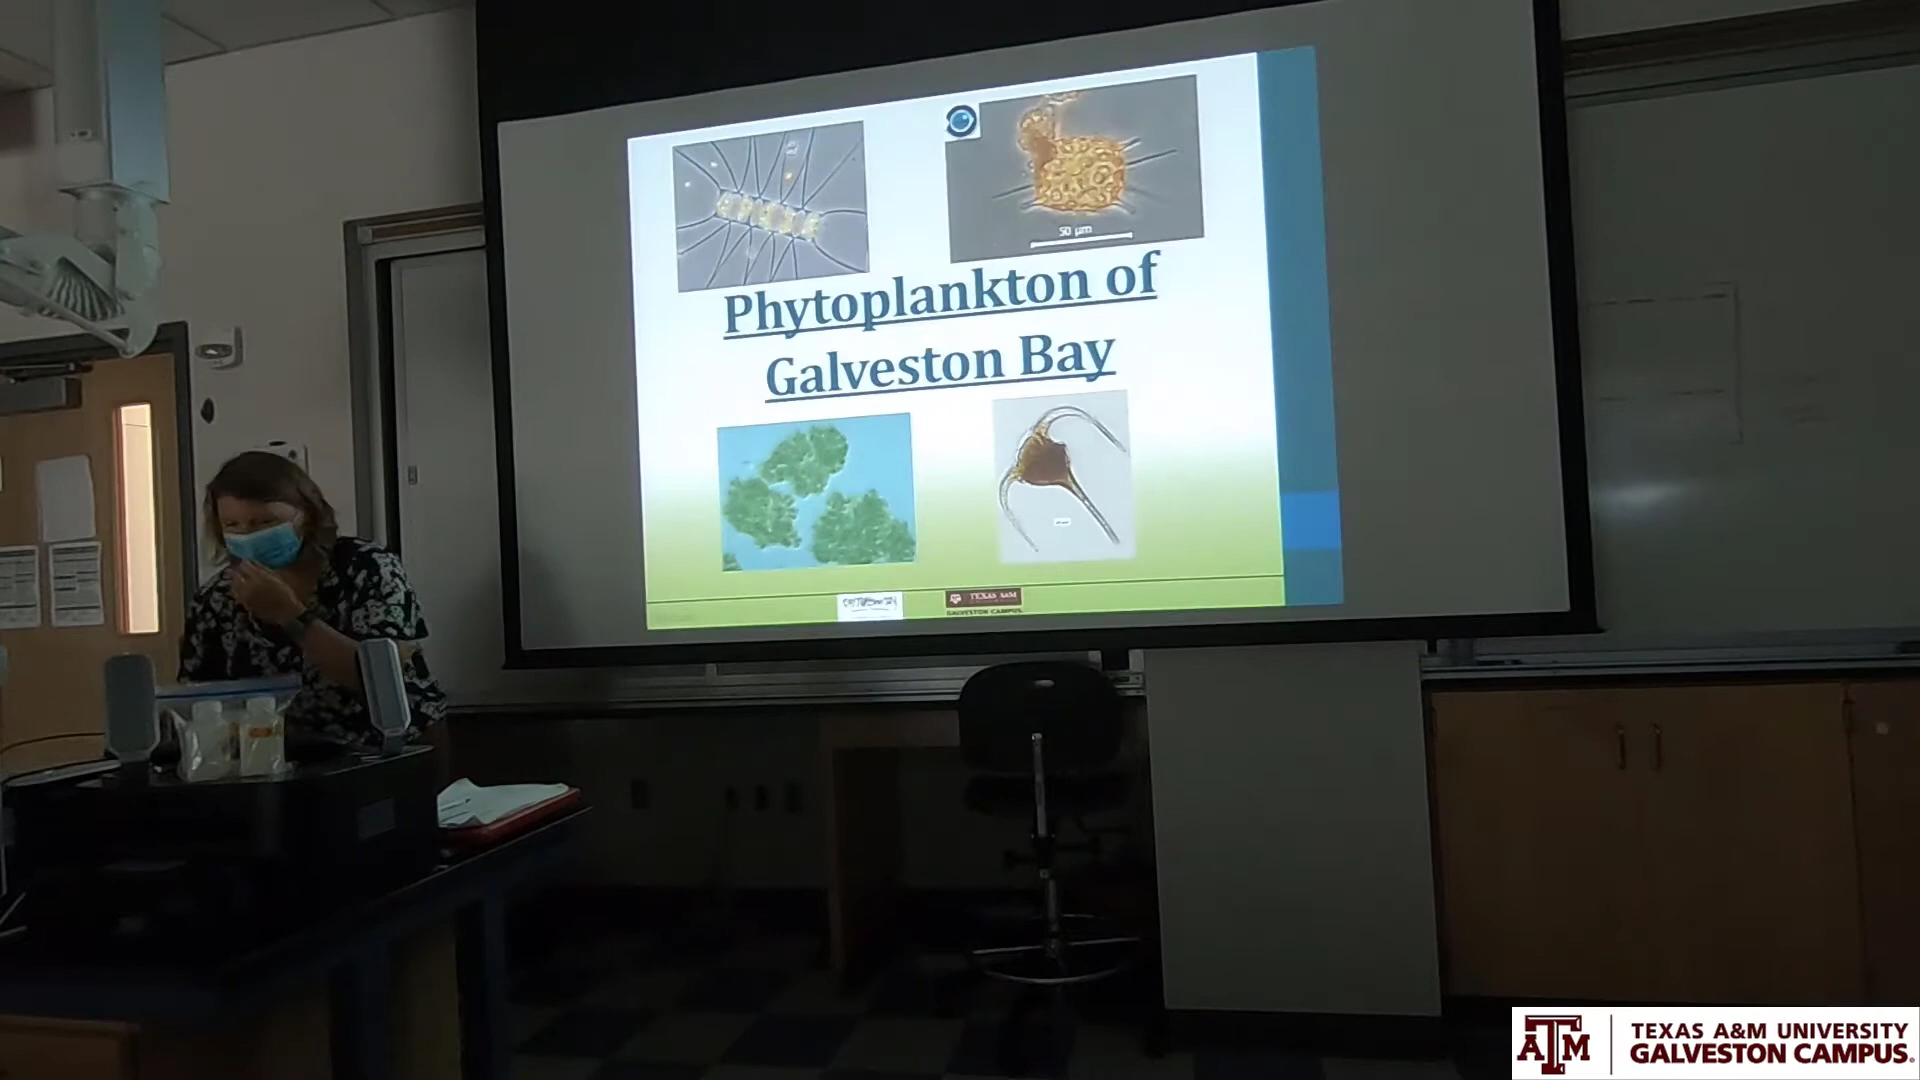 50 µm
Phytoplankton of
Galveston Bay
TEXAS A&M
GALVESTON CAMPUS
TEXAS A&M UNIVERSITY
GALVESTON CAMPUS